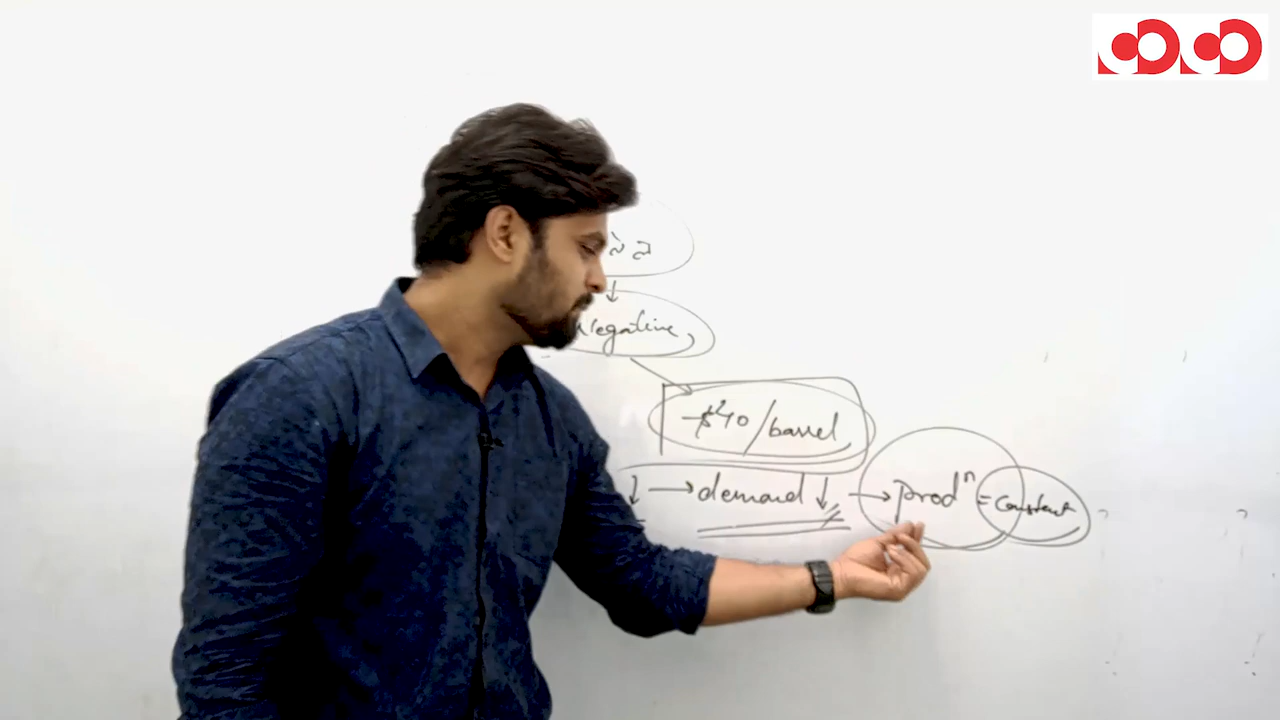 Negative,
-$40/barrel
↓ → demand ↓ → prodⁿ = constant